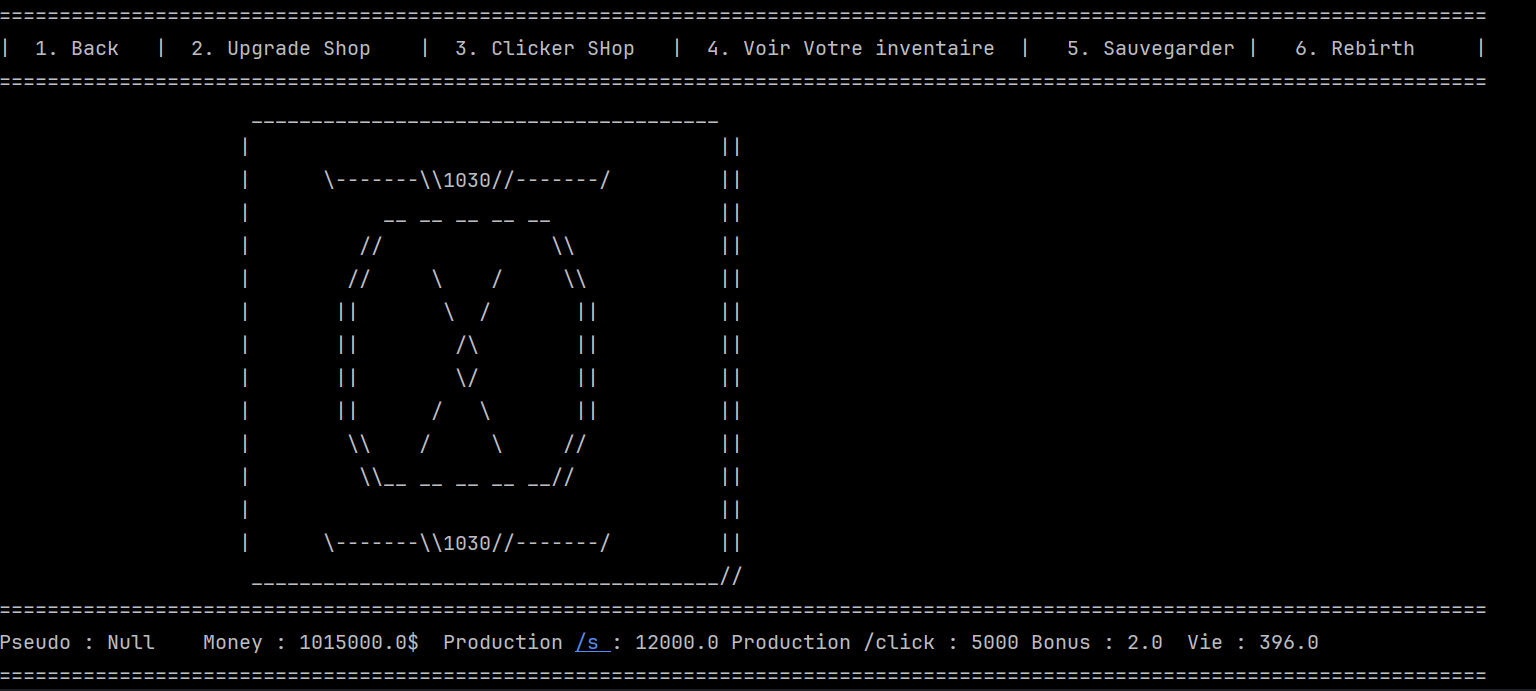 | 1. Back | 2. Upgrade Shop | 3. Clicker SHop | 4. Voir Votre inventaire | 5. Sauvegarder | 6. Rebirth |
\-------\\1030//-------/
\-------\\1030//-------/
Pseudo : Null Money : 1015000.0$ Production /s : 12000.0 Production /click : 5000 Bonus : 2.0 Vie : 396.0